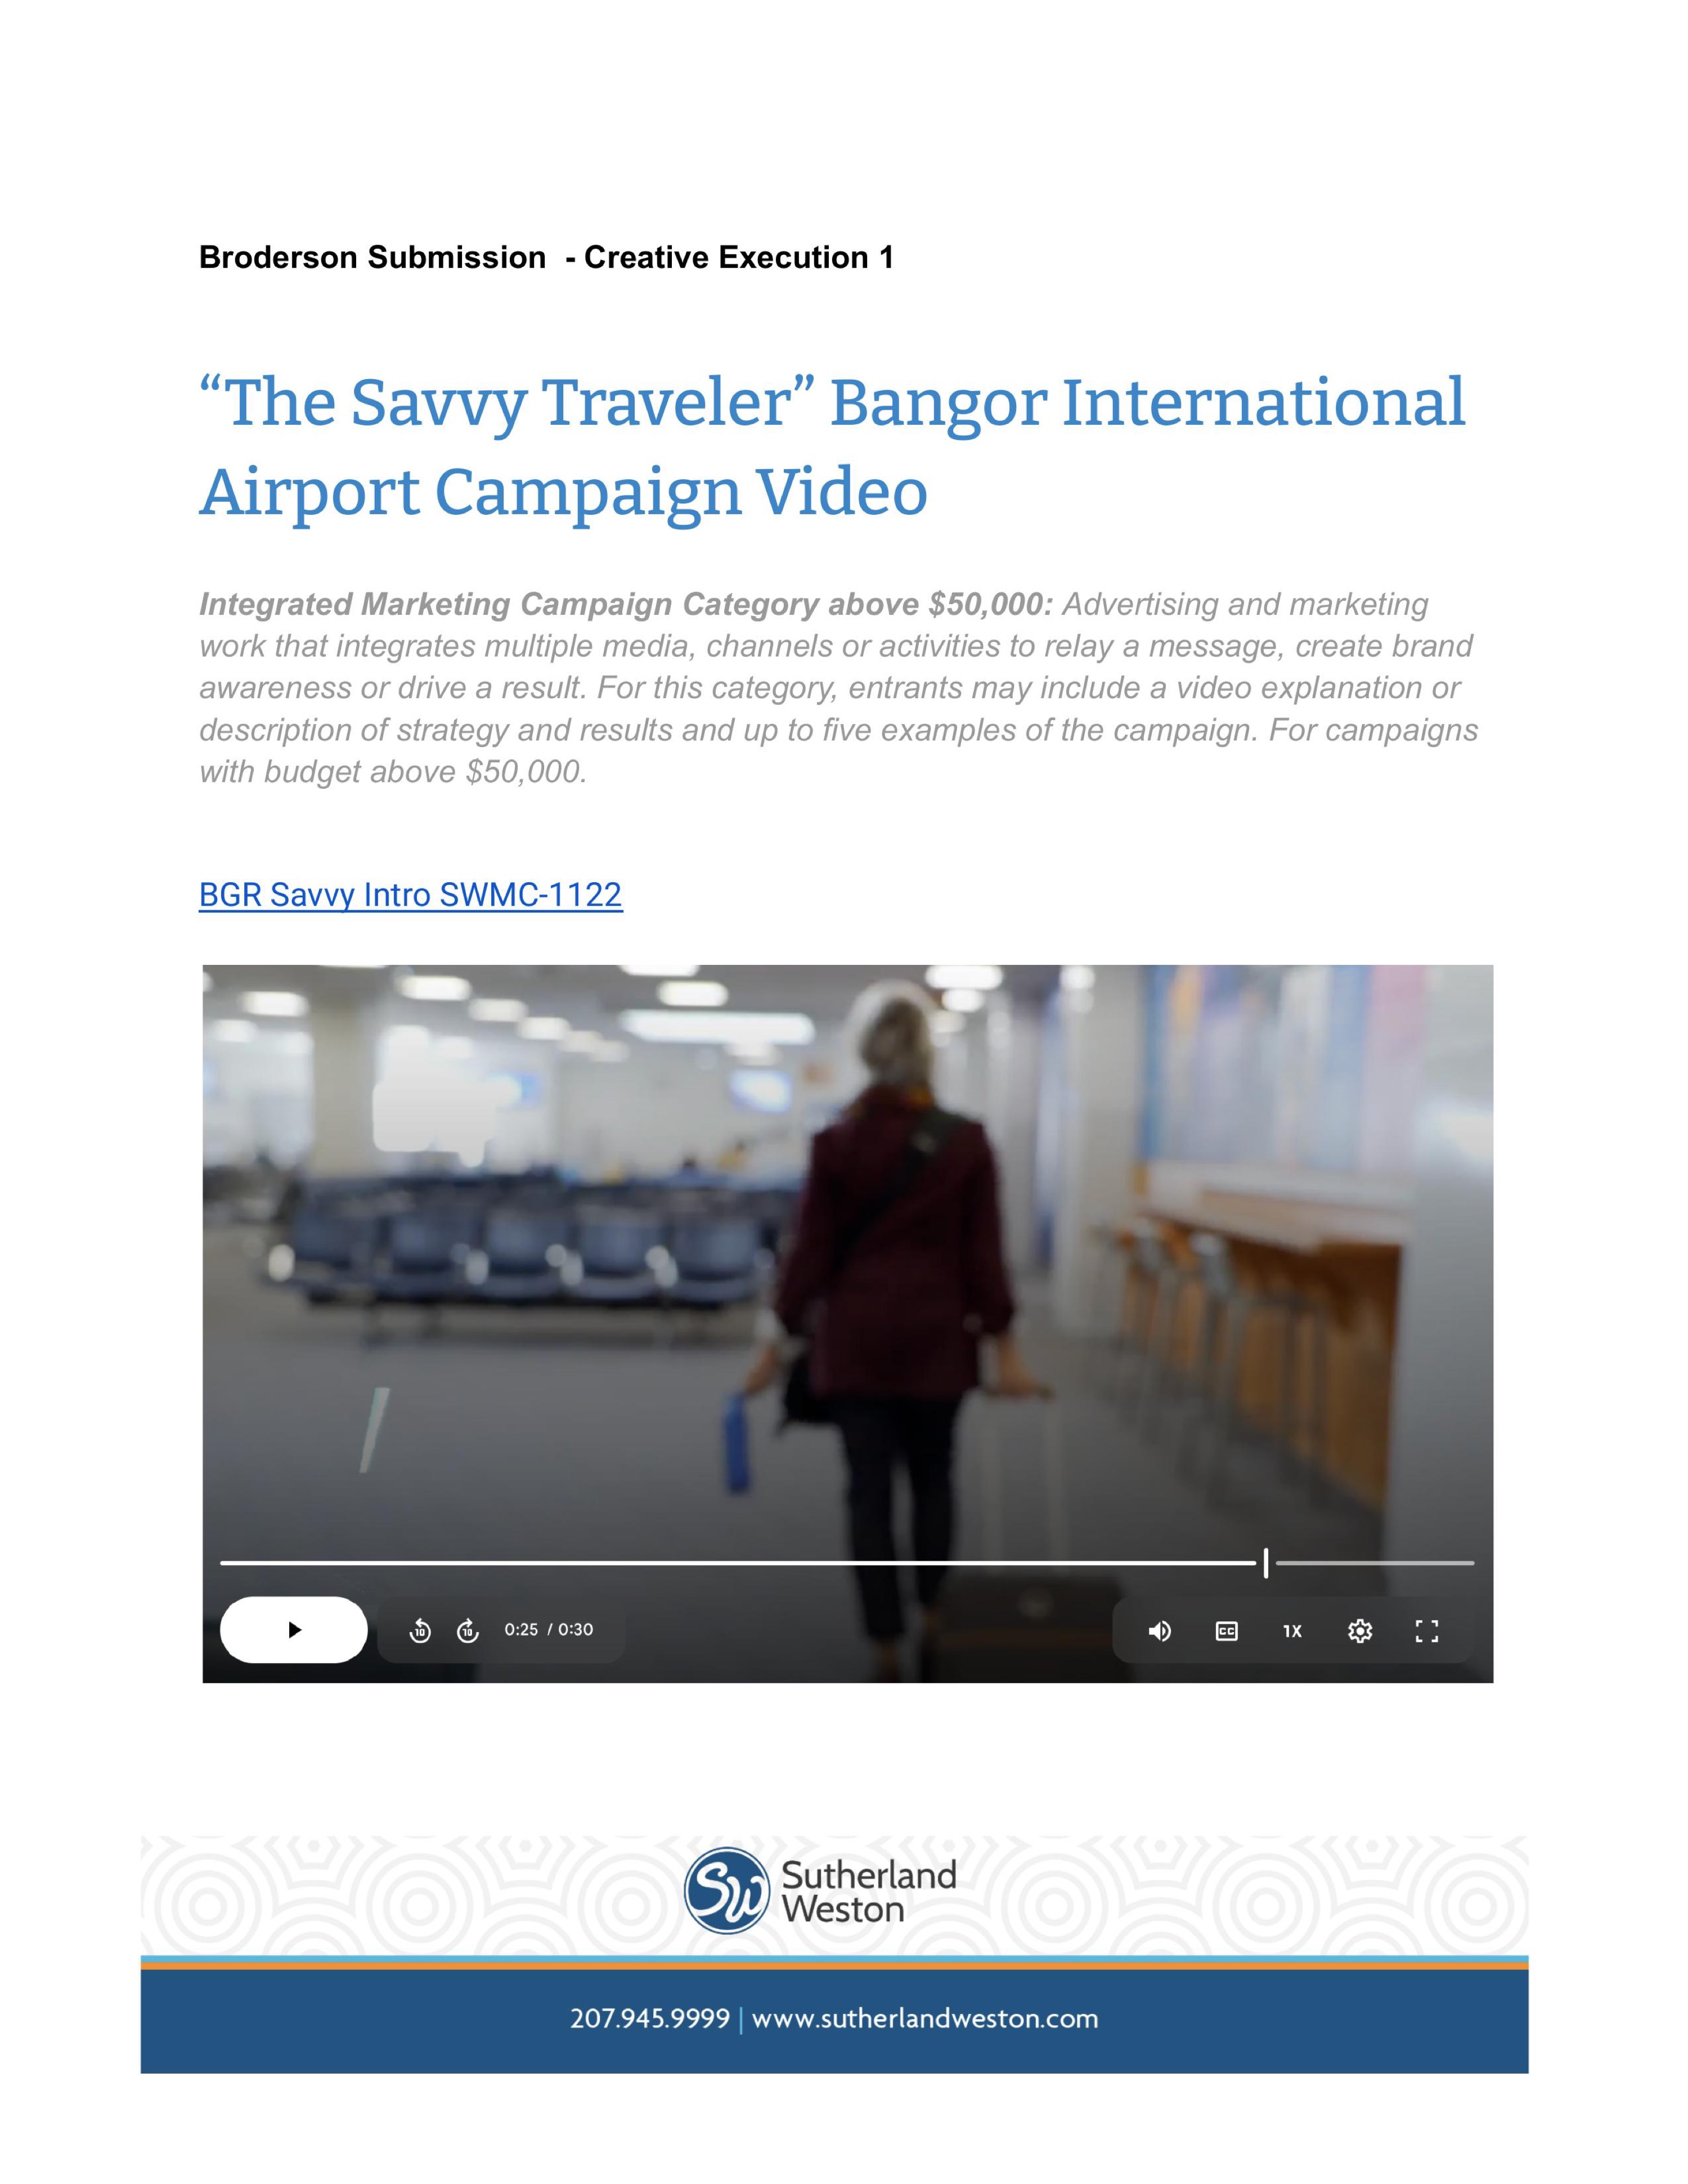 Broderson Submission  - Creative Execution 1
“The Savvy Traveler” Bangor International
Airport Campaign Video
Integrated Marketing Campaign Category above $50,000: Advertising and marketing
work that integrates multiple media, channels or activities to relay a message, create brand
awareness or drive a result. For this category, entrants may include a video explanation or
description of strategy and results and up to five examples of the campaign. For campaigns
with budget above $50,000.
BGR Savvy Intro SWMC-1122
10 10 0:25 / 0:30 CC 1X
SW Sutherland
Weston
207.945.9999 | www.sutherlandweston.com